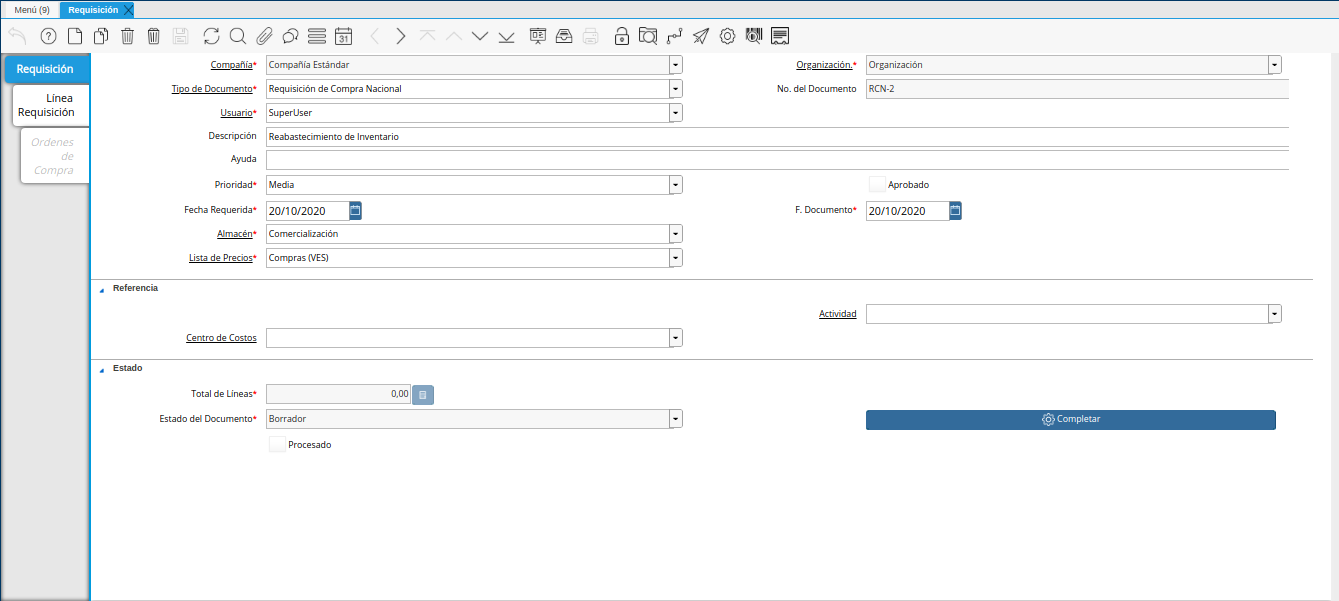 Menú (9) Requisición
31
Requisición
Línea
Requisición
Ordenes
de
Compra
Compañía* Compañía Estándar Organización.* Organización
Tipo de Documento* Requisición de Compra Nacional No. del Documento RCN-2
Usuario* SuperUser
Descripción Reabastecimiento de Inventario
Ayuda
Prioridad* Media Aprobado
Fecha Requerida* 20/10/2020 F. Documento* 20/10/2020
Almacén* Comercialización
Lista de Precios* Compras (VES)
Referencia
Actividad
Centro de Costos
Estado
Total de Líneas* 0,00
Estado del Documento* Borrador Completar
Procesado